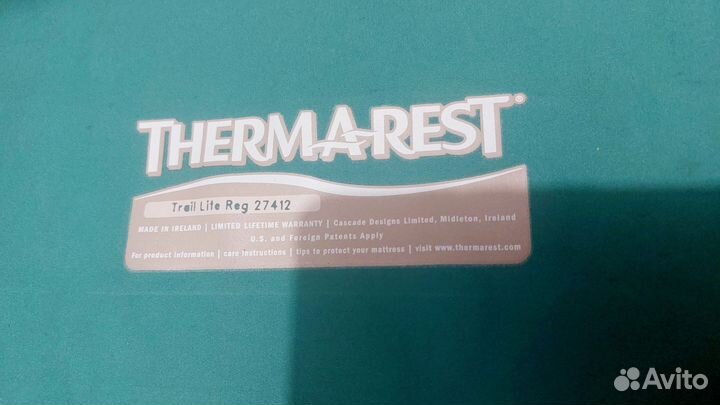 THERMAREST®
Trail Lite Reg 27412
MADE IN IRELAND | LIMITED LIFETIME WARRANTY | Cascade Designs Limited, Midleton, Ireland
U.S. and Foreign Patents Apply
For product information | care instructions | tips to protect your mattress | visit www.thermarest.com
Avito